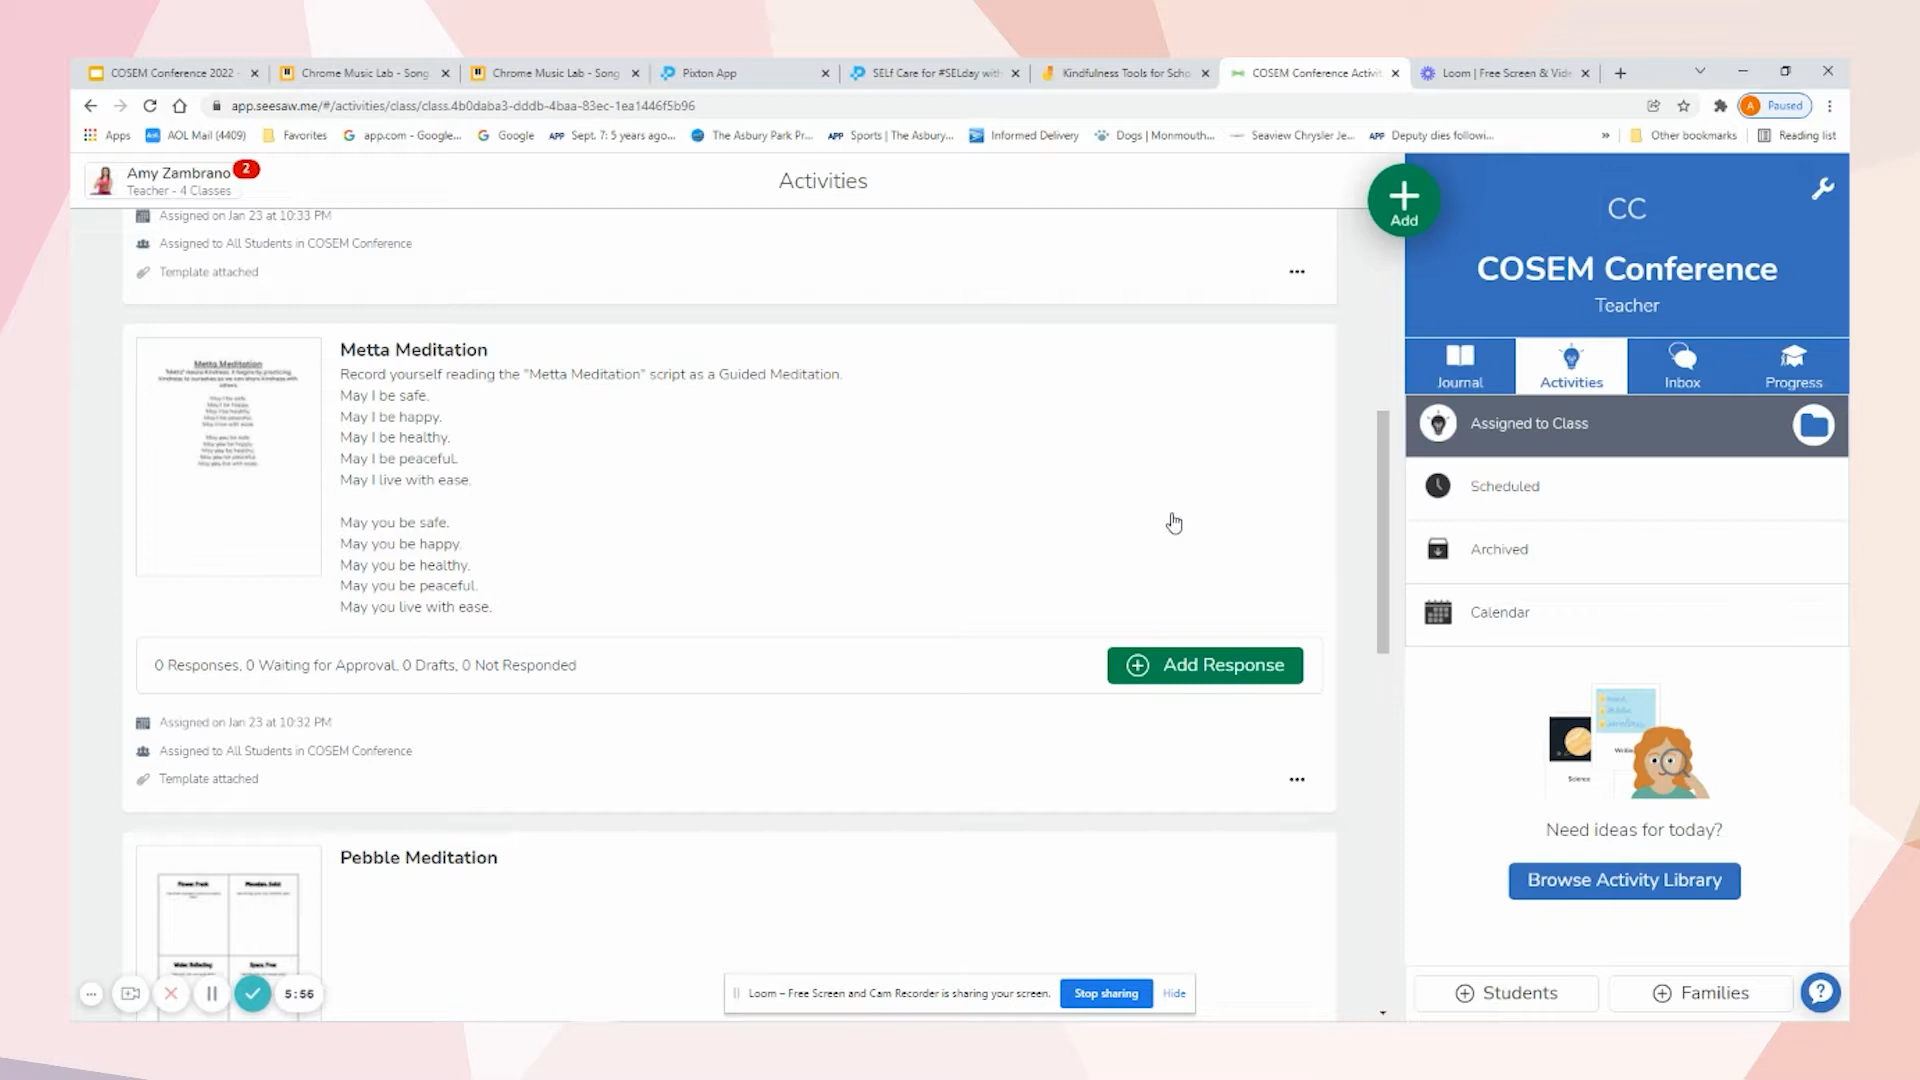 COSEM Conference 2022
Chrome Music Lab - Song
Chrome Music Lab - Song
Pixton App
SELf Care for #SELday with
Kindfulness Tools for Scho
COSEM Conference Activit
Loom | Free Screen & Vide
app.seesaw.me/#/activities/class/class.4b0daba3-dddb-4baa-83ec-1ea1446f5b96
A Paused
Apps
AOL Mail (4409)
Favorites
app.com - Google...
Google
APP Sept. 7: 5 years ago...
The Asbury Park Pr...
APP Sports | The Asbury...
Informed Delivery
Dogs | Monmouth...
Seaview Chrysler Je...
APP Deputy dies followi...
»
Other bookmarks
Reading list
Amy Zambrano 2
Teacher - 4 Classes
Activities
Add
Assigned on Jan 23 at 10:33 PM
Assigned to All Students in COSEM Conference
Template attached
Metta Meditation
Record yourself reading the "Metta Meditation" script as a Guided Meditation.
May I be safe.
May I be happy.
May I be healthy.
May I be peaceful.
May I live with ease.
May you be safe.
May you be happy.
May you be healthy.
May you be peaceful.
May you live with ease.
Metta Meditation
0 Responses, 0 Waiting for Approval, 0 Drafts, 0 Not Responded
Add Response
Assigned on Jan 23 at 10:32 PM
Assigned to All Students in COSEM Conference
Template attached
Pebble Meditation
5:56
Loom – Free Screen and Cam Recorder is sharing your screen.
Stop sharing
Hide
CC
COSEM Conference
Teacher
Journal
Activities
Inbox
Progress
Assigned to Class
Scheduled
Archived
Calendar
Science
Need ideas for today?
Browse Activity Library
Students
Families
?